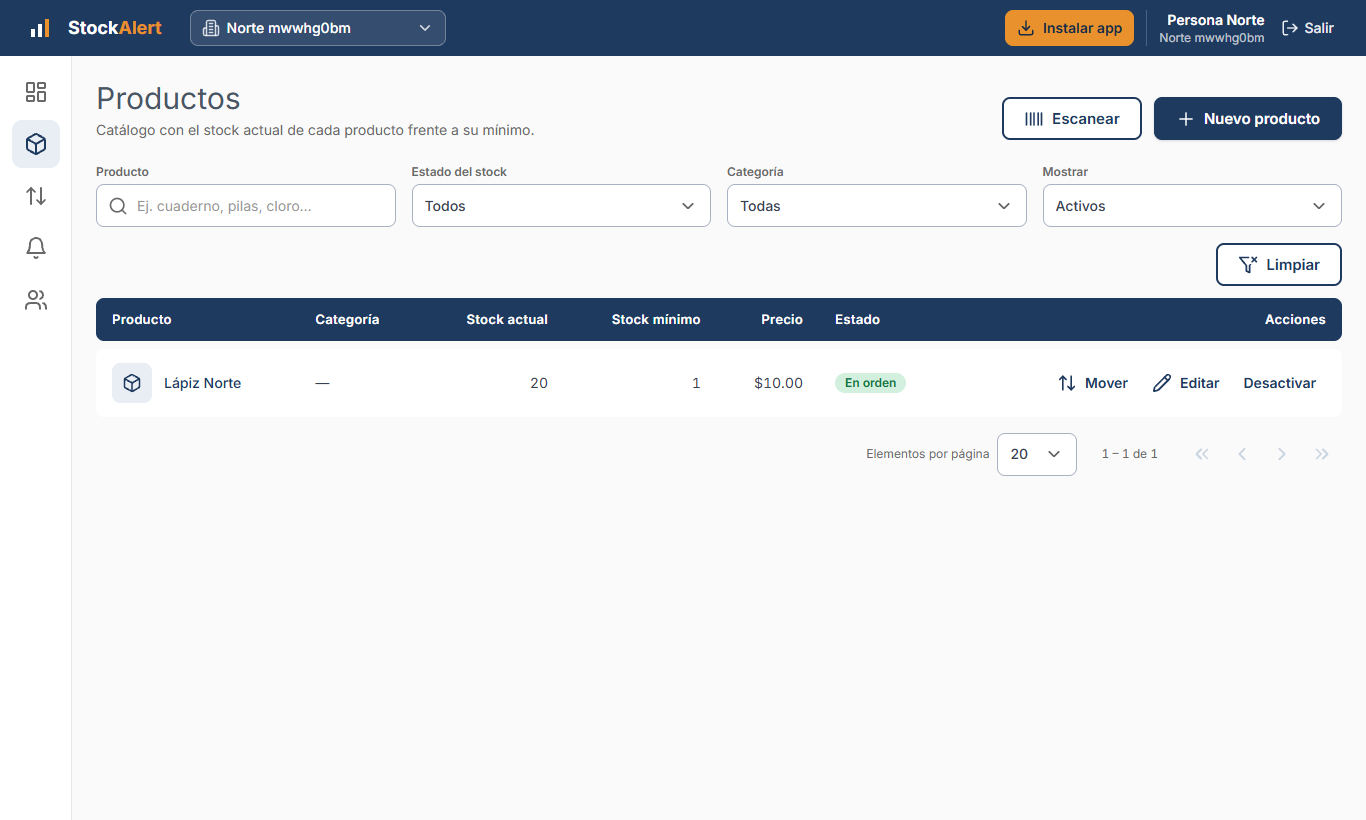 StockAlert
Norte mwwhg0bm
Instalar app
Persona Norte
Norte mwwhg0bm
Salir
Productos
Catálogo con el stock actual de cada producto frente a su mínimo.
Escanear
Nuevo producto
Producto
Estado del stock
Categoría
Mostrar
Ej. cuaderno, pilas, cloro...
Todos
Todas
Activos
Limpiar
Producto Categoría Stock actual Stock mínimo Precio Estado Acciones
Lápiz Norte — 20 1 $10.00 En orden Mover Editar Desactivar
Elementos por página 20 1 – 1 de 1